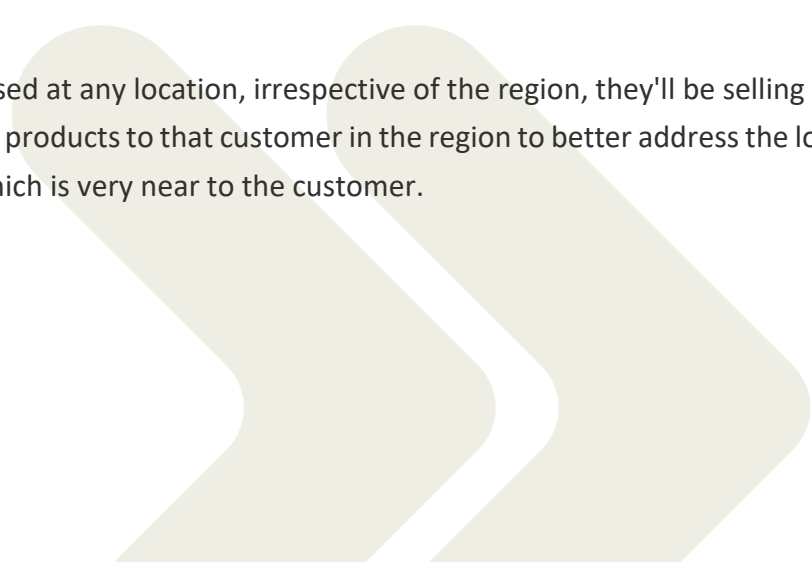 sed at any location, irrespective of the region, they'll be selling
products to that customer in the region to better address the lo
hich is very near to the customer.